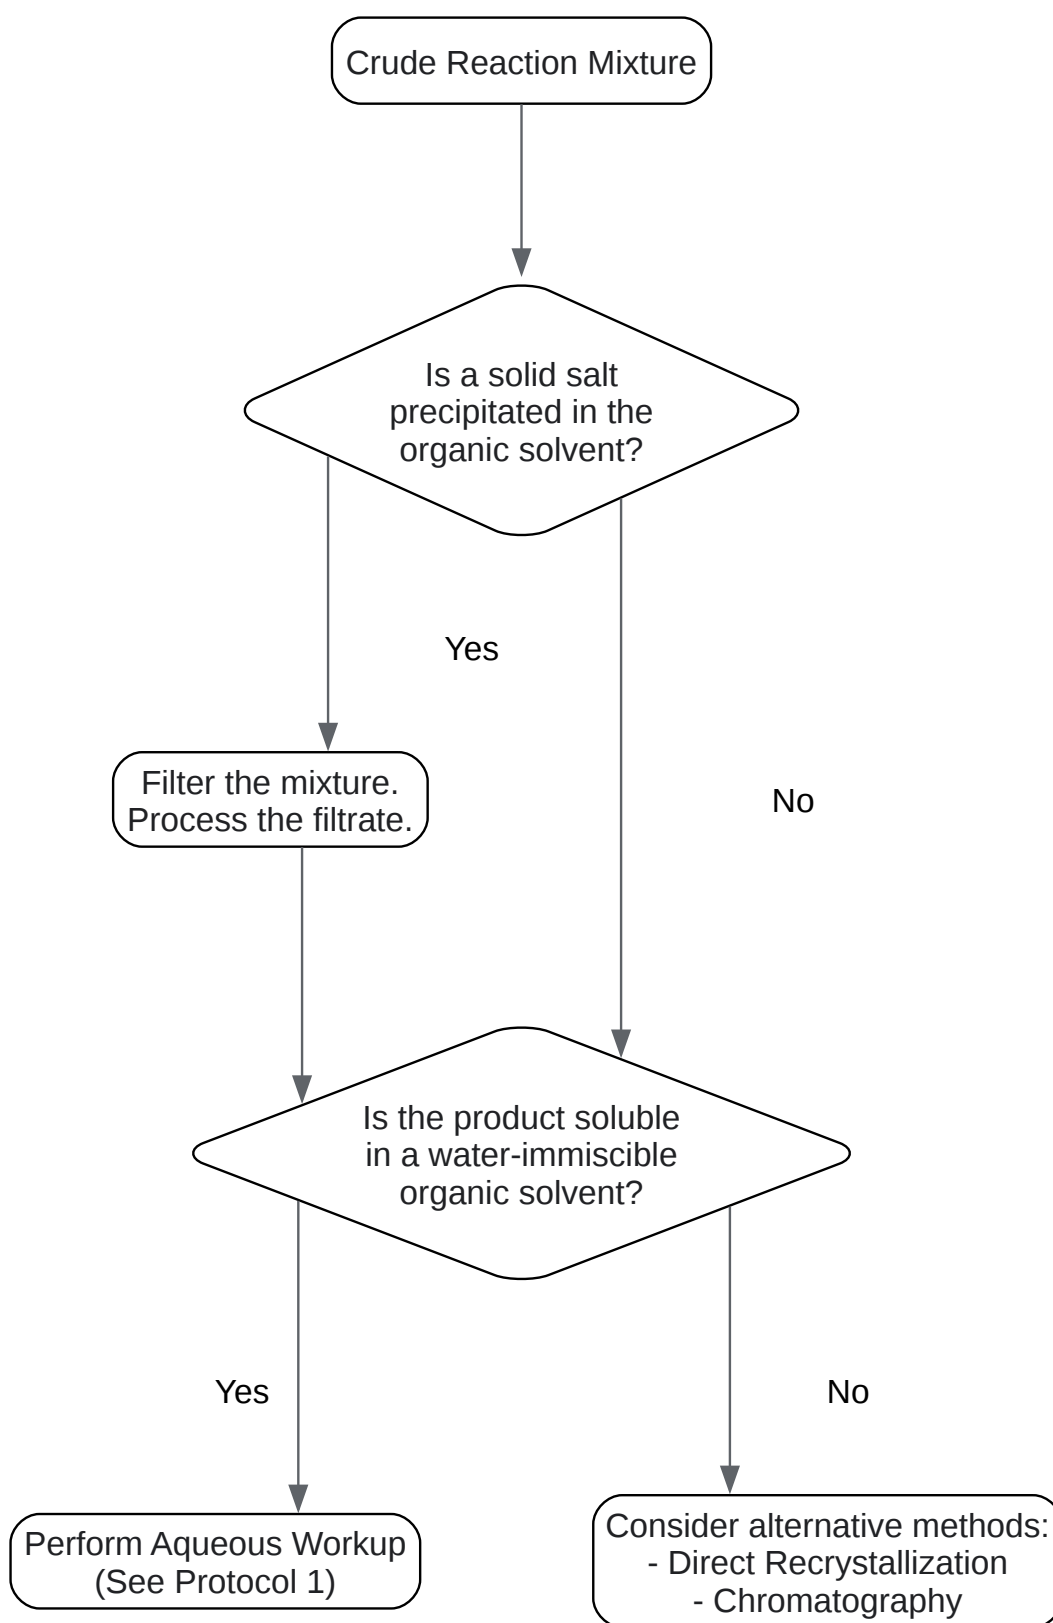 Crude Reaction Mixture
Is a solid salt
precipitated in the
organic solvent?
Yes
Filter the mixture.
Process the filtrate.
No
Is the product soluble
in a water-immiscible
organic solvent?
Yes
No
Perform Aqueous Workup
(See Protocol 1)
Consider alternative methods:
- Direct Recrystallization
- Chromatography